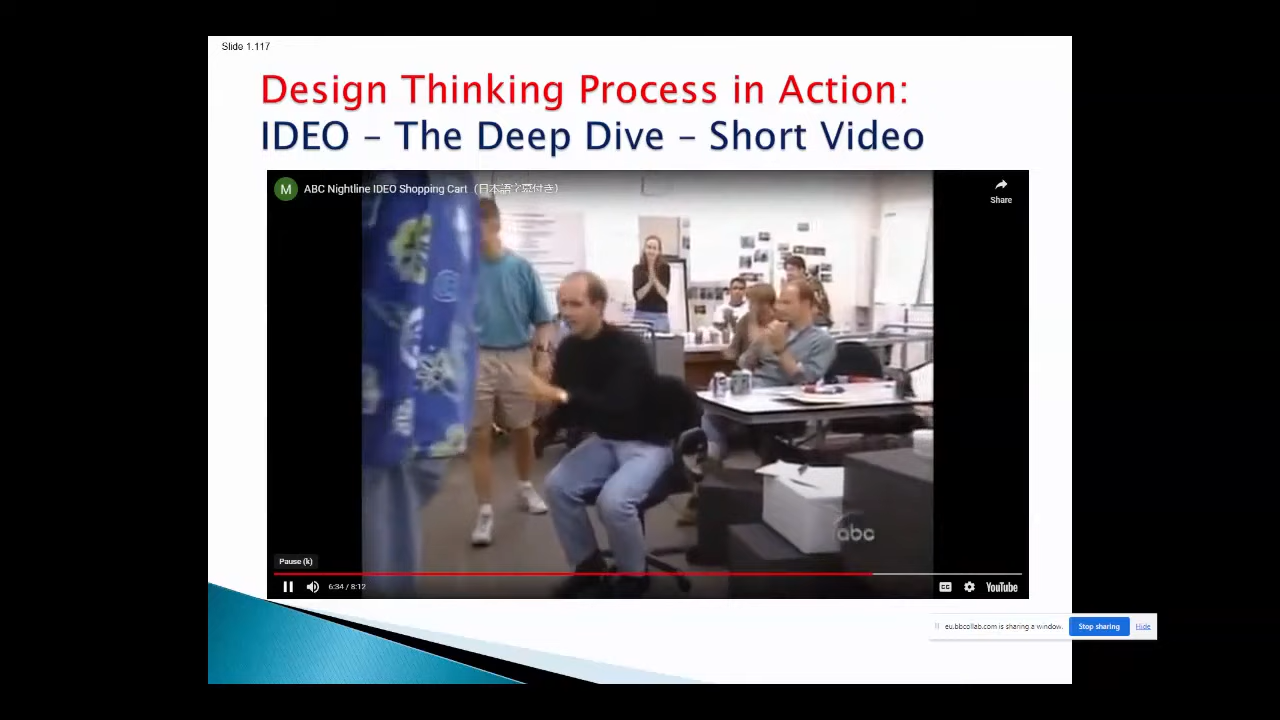 Slide 1.117
Design Thinking Process in Action:
IDEO – The Deep Dive – Short Video
M
ABC Nightline IDEO Shopping Cart（日本語字幕付き）
Share
abc
Pause (k)
6:34 / 8:12
CC
YouTube
eu.bbcollab.com is sharing a window.
Stop sharing
Hide